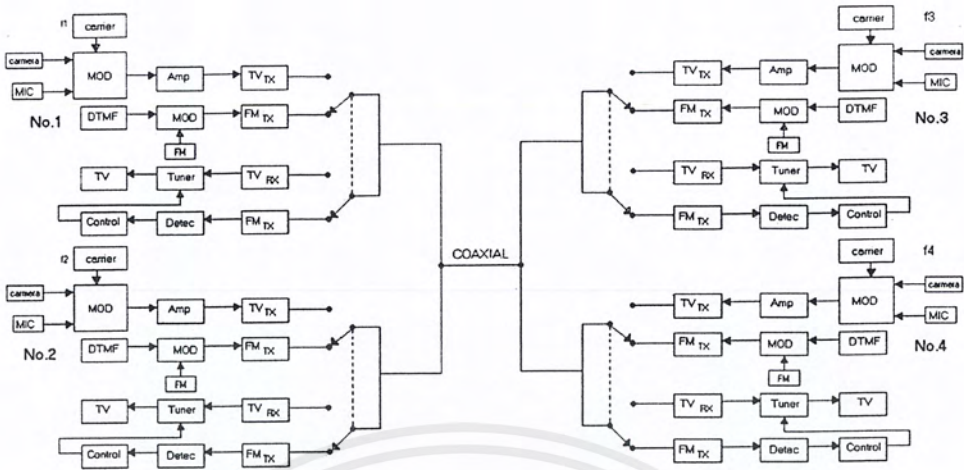 f1 carrier
camera
MIC
MOD Amp TV TX
No.1
DTMF MOD FM TX
FM
TV Tuner TV RX
Control Detec FM TX
f2 carrier
camera
MIC
MOD Amp TV TX
No.2
DTMF MOD FM TX
FM
TV Tuner TV RX
Control Detec FM TX
COAXIAL
carrier f3
TV TX Amp MOD
camera
MIC
FM TX MOD DTMF
No.3
FM
TV RX Tuner TV
FM TX Detec Control
carrier f4
TV TX Amp MOD
camera
MIC
FM TX MOD DTMF
No.4
FM
TV RX Tuner TV
FM TX Detec Control